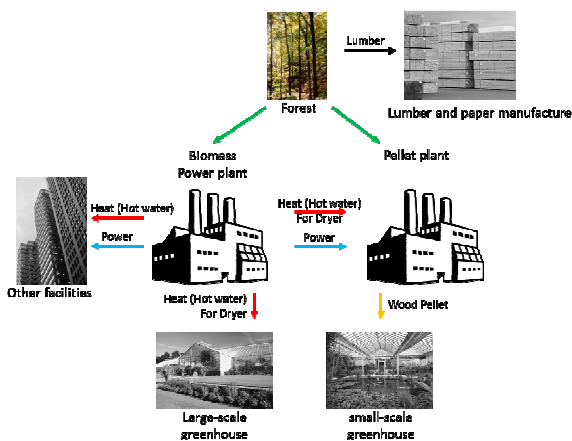 Lumber
Forest
Lumber and paper manufacture
Biomass
Power plant
Pellet plant
Heat (Hot water)
Power
Heat (Hot water)
For Dryer
Power
Other facilities
Heat (Hot water)
For Dryer
Wood Pellet
Large-scale
greenhouse
small-scale
greenhouse